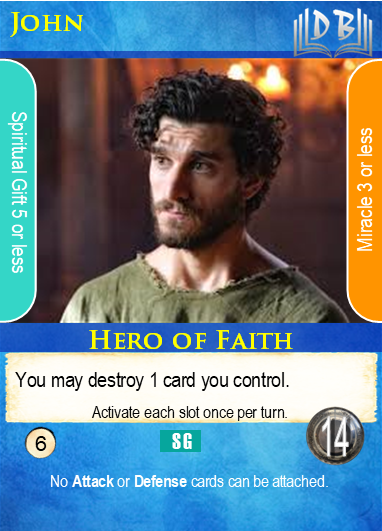 John
DB
Spiritual Gift 5 or less
Miracle 3 or less
Hero of Faith
You may destroy 1 card you control.
Activate each slot once per turn.
6
SG
14
No Attack or Defense cards can be attached.